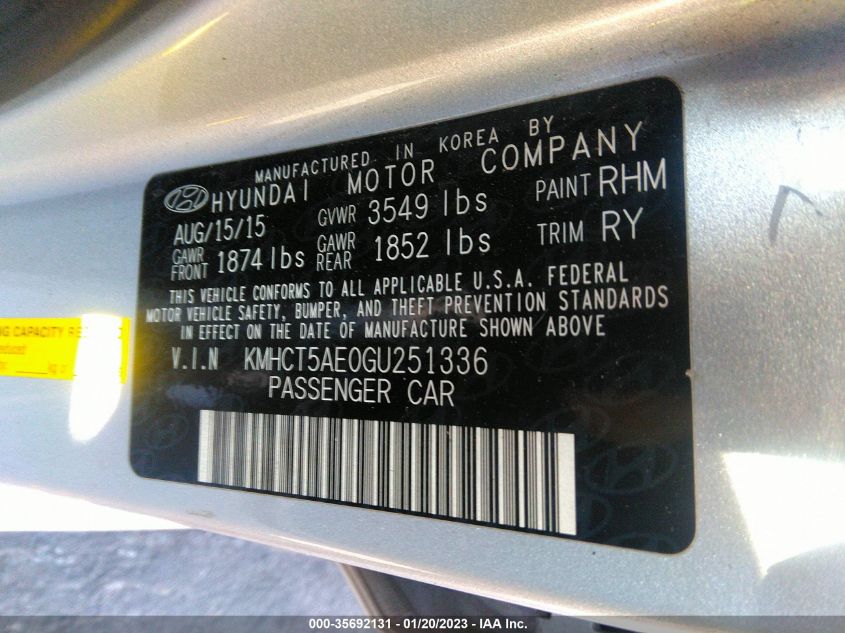 MANUFACTURED IN KOREA BY
HYUNDAI MOTOR COMPANY
AUG/15/15 GVWR 3549 lbs PAINT RHM
GAWR FRONT 1874 lbs GAWR REAR 1852 lbs TRIM RY
THIS VEHICLE CONFORMS TO ALL APPLICABLE U.S.A. FEDERAL
MOTOR VEHICLE SAFETY, BUMPER, AND THEFT PREVENTION STANDARDS
IN EFFECT ON THE DATE OF MANUFACTURE SHOWN ABOVE
V.I.N KMHCT5AE0GU251336
PASSENGER CAR
CAPACITY
kg
000-35692131 - 01/20/2023 - IAA Inc.